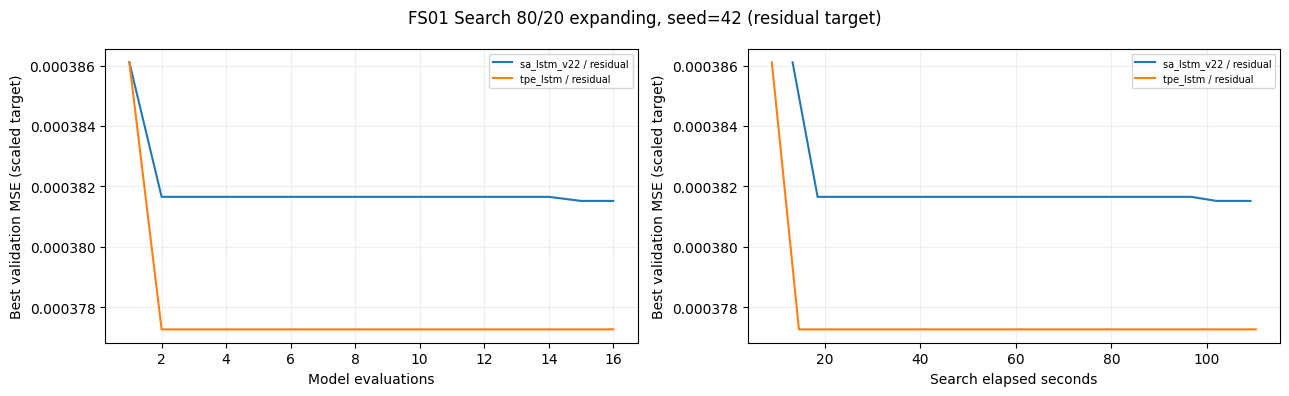 FS01 Search 80/20 expanding, seed=42 (residual target)
Best validation MSE (scaled target)
0.000386
0.000384
0.000382
0.000380
0.000378
sa_lstm_v22 / residual
tpe_lstm / residual
2 4 6 8 10 12 14 16
Model evaluations
Best validation MSE (scaled target)
0.000386
0.000384
0.000382
0.000380
0.000378
sa_lstm_v22 / residual
tpe_lstm / residual
20 40 60 80 100
Search elapsed seconds